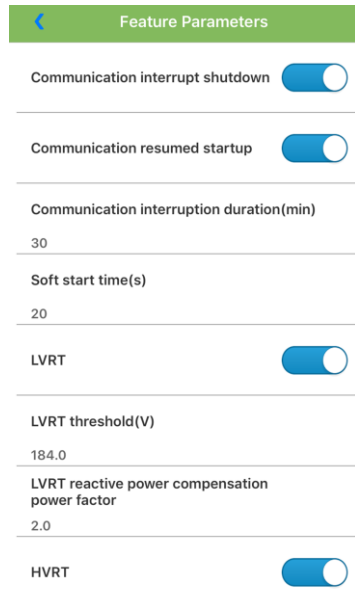 Feature Parameters
Communication interrupt shutdown
Communication resumed startup
Communication interruption duration(min)
30
Soft start time(s)
20
LVRT
LVRT threshold(V)
184.0
LVRT reactive power compensation
power factor
2.0
HVRT